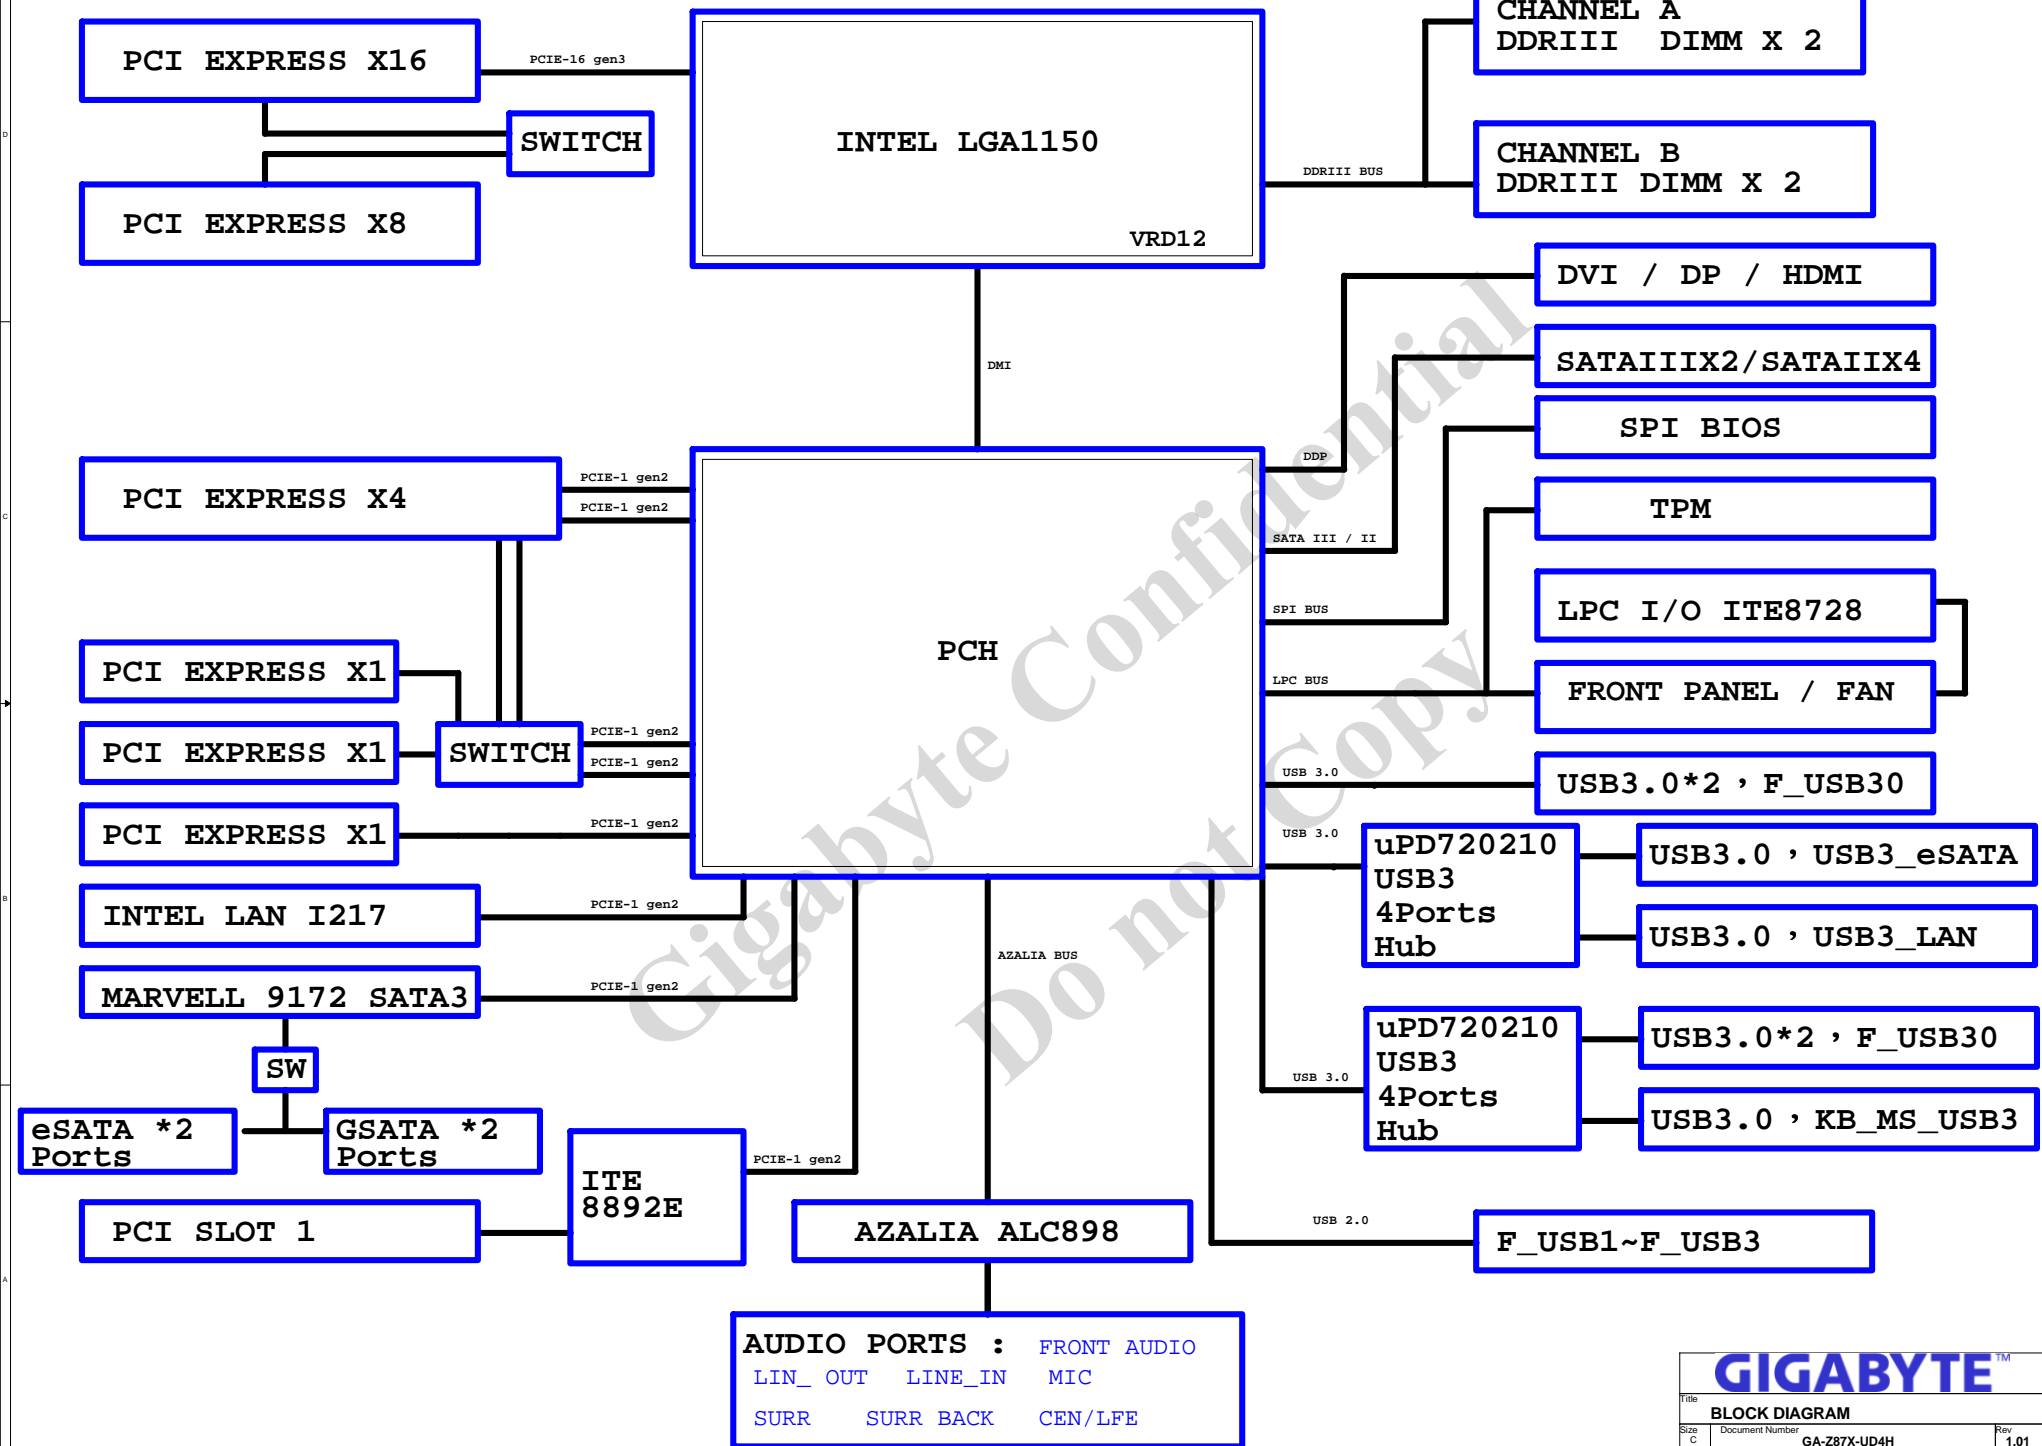 CHANNEL A
DDRIII DIMM X 2
PCI EXPRESS X16
PCIE-16 gen3
SWITCH
INTEL LGA1150
CHANNEL B
DDRIII DIMM X 2
DDRIII BUS
PCI EXPRESS X8
VRD12
DVI / DP / HDMI
DMI
SATAIIIX2/SATAIIX4
SPI BIOS
DDP
PCI EXPRESS X4
PCIE-1 gen2
PCIE-1 gen2
TPM
SATA III / II
SPI BUS
LPC I/O ITE8728
PCH
PCI EXPRESS X1
LPC BUS
FRONT PANEL / FAN
PCI EXPRESS X1
SWITCH
PCIE-1 gen2
PCIE-1 gen2
USB 3.0
USB3.0*2 , F_USB30
PCI EXPRESS X1
PCIE-1 gen2
USB 3.0
uPD720210
USB3
4Ports
Hub
USB3.0 , USB3_eSATA
USB3.0 , USB3_LAN
INTEL LAN I217
PCIE-1 gen2
AZALIA BUS
MARVELL 9172 SATA3
PCIE-1 gen2
SW
eSATA *2
Ports
GSATA *2
Ports
USB 3.0
uPD720210
USB3
4Ports
Hub
USB3.0*2 , F_USB30
USB3.0 , KB_MS_USB3
ITE
8892E
PCIE-1 gen2
PCI SLOT 1
AZALIA ALC898
USB 2.0
F_USB1~F_USB3
AUDIO PORTS : FRONT AUDIO
LIN_ OUT LINE_IN MIC
SURR SURR BACK CEN/LFE
Gigabyte Confidential
Do not Copy
D
C
B
A
GIGABYTE™
Title
BLOCK DIAGRAM
Size
C
Document Number
GA-Z87X-UD4H
Rev
1.01